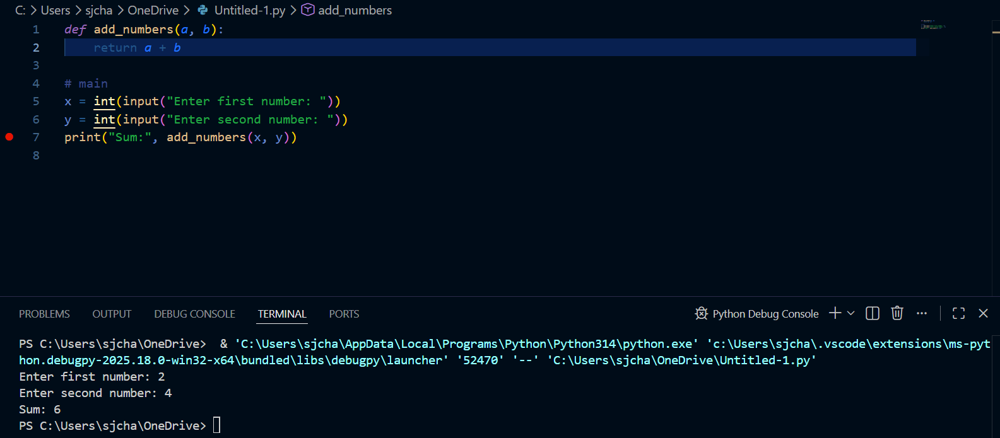 C: > Users > sjcha > OneDrive > Untitled-1.py > add_numbers
1 def add_numbers(a, b):
2     return a + b
3
4 # main
5 x = int(input("Enter first number: "))
6 y = int(input("Enter second number: "))
7 print("Sum:", add_numbers(x, y))
8
PROBLEMS OUTPUT DEBUG CONSOLE TERMINAL PORTS Python Debug Console
PS C:\Users\sjcha\OneDrive>  & 'C:\Users\sjcha\AppData\Local\Programs\Python\Python314\python.exe' 'c:\Users\sjcha\.vscode\extensions\ms-pyt
hon.debugpy-2025.18.0-win32-x64\bundled\libs\debugpy\launcher' '52470' '--' 'C:\Users\sjcha\OneDrive\Untitled-1.py'
Enter first number: 2
Enter second number: 4
Sum: 6
PS C:\Users\sjcha\OneDrive>